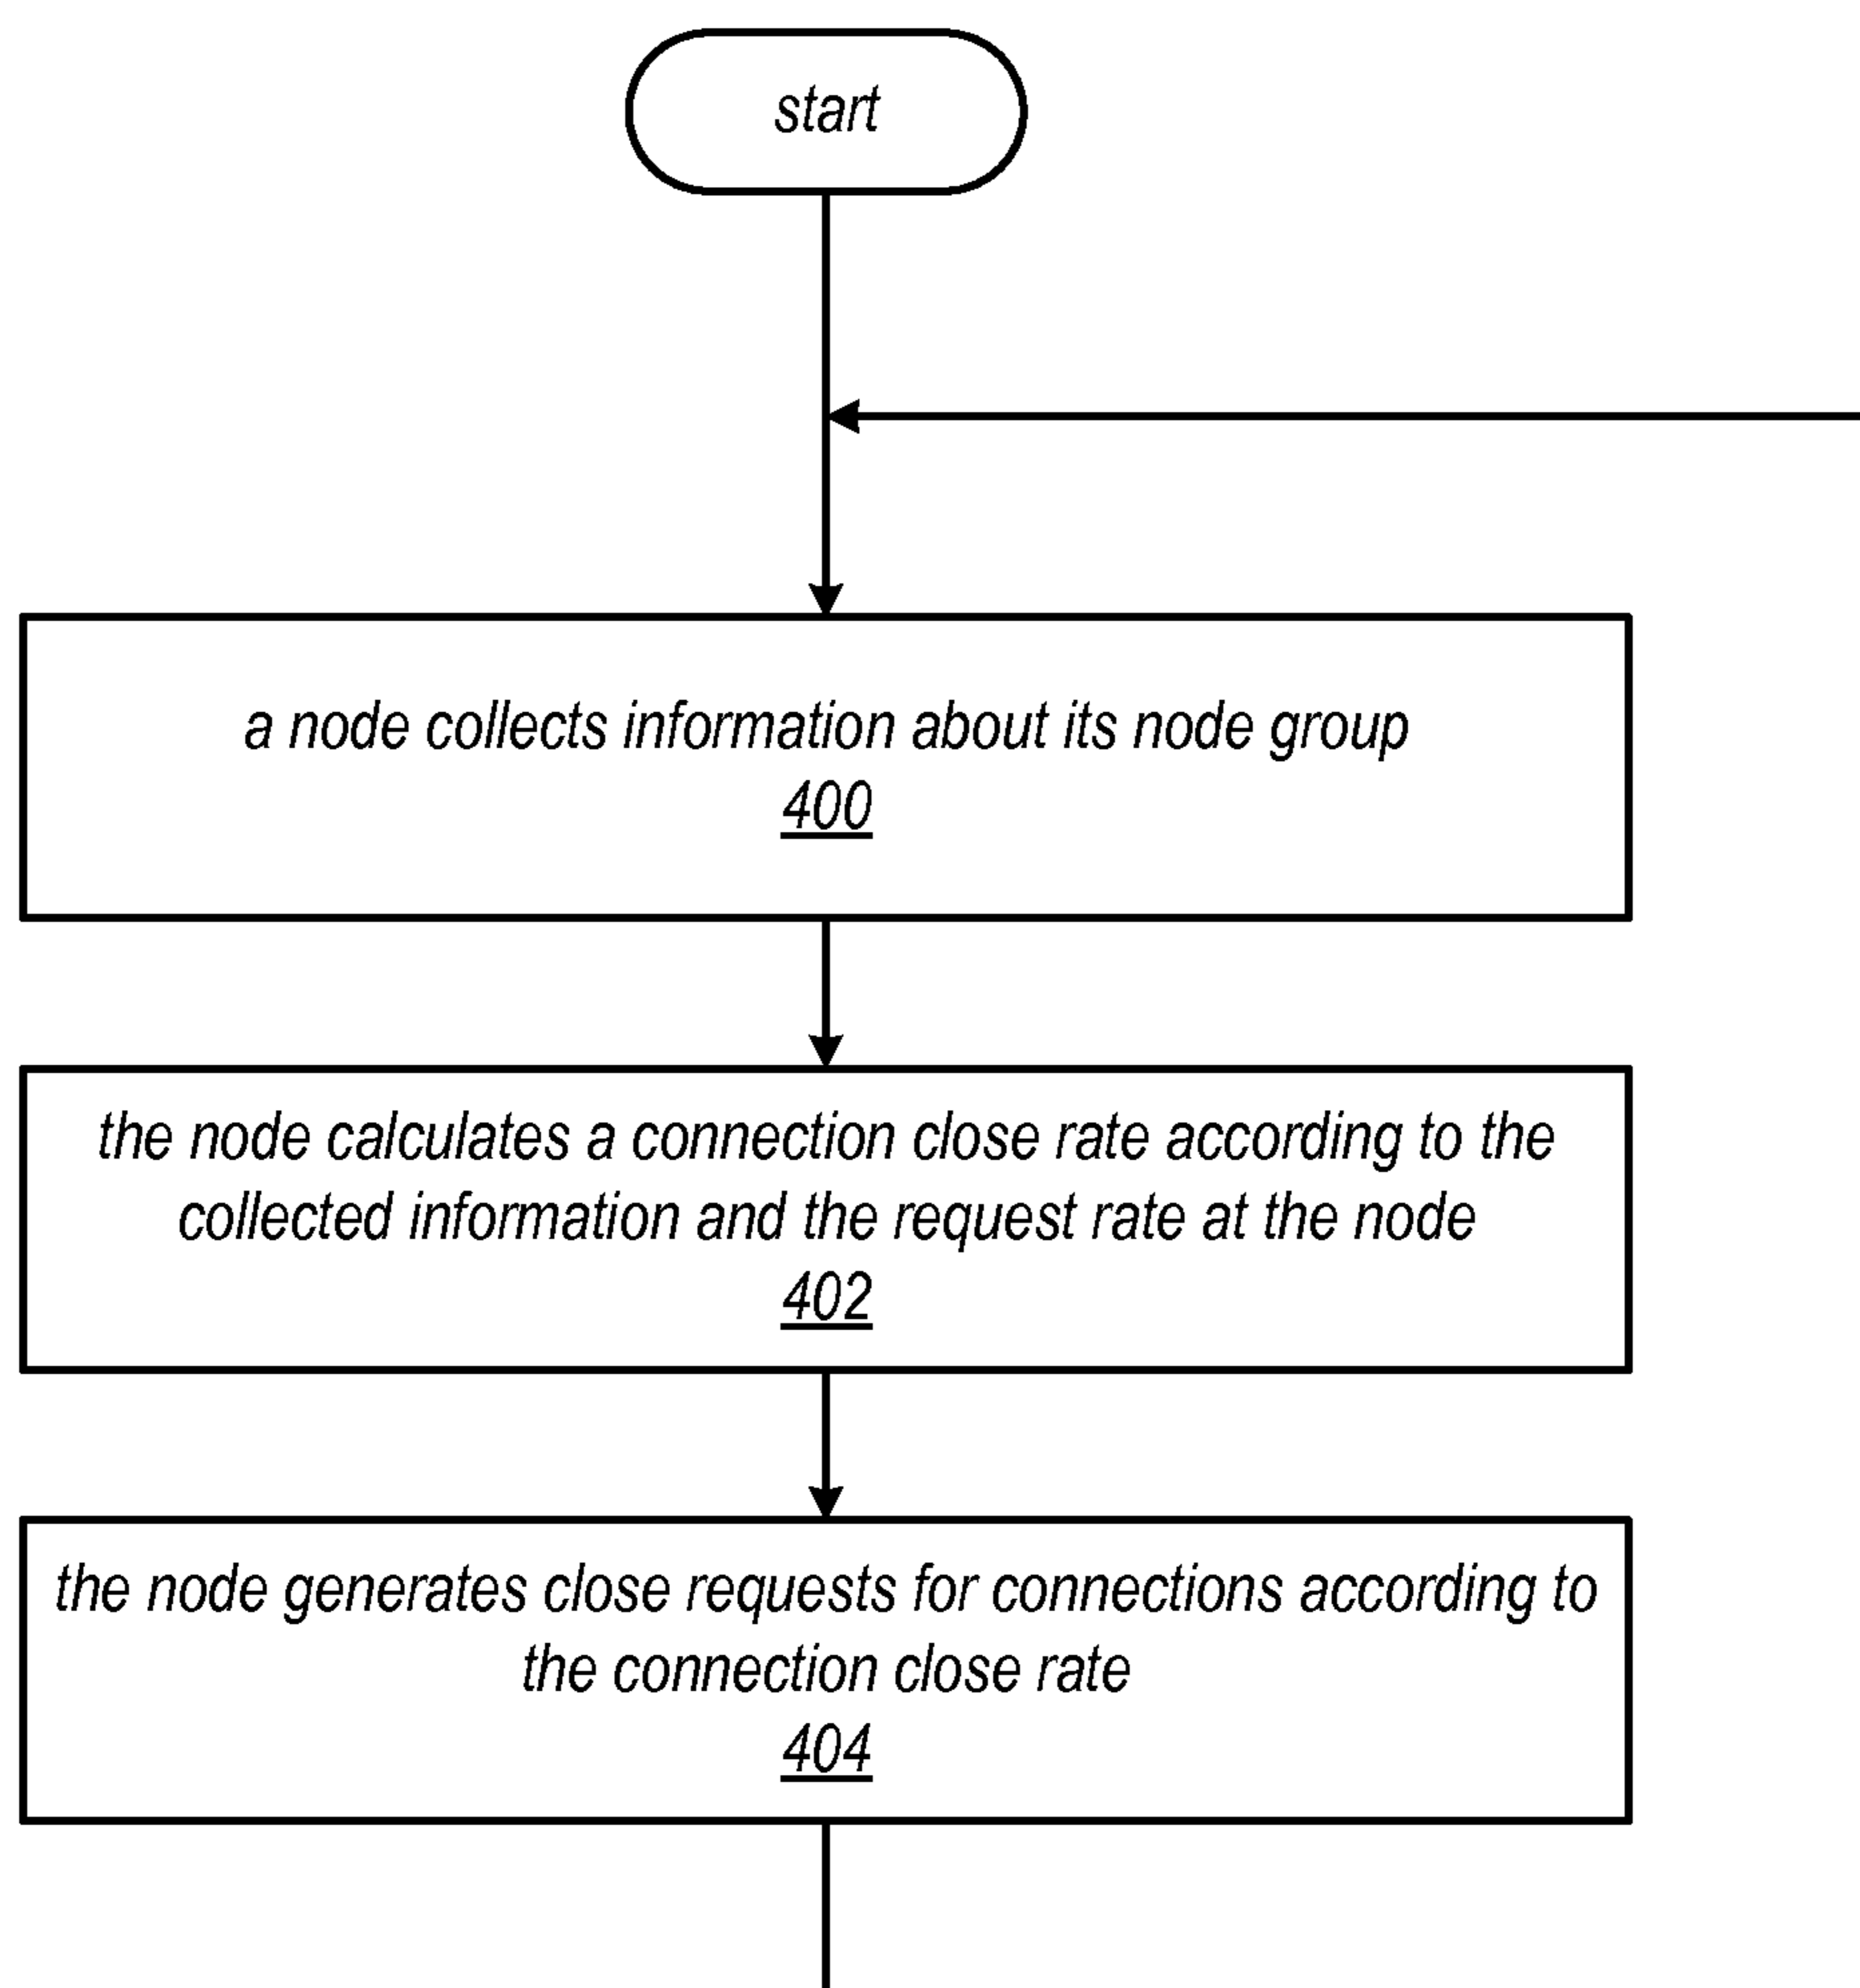 start
a node collects information about its node group
400
the node calculates a connection close rate according to the
collected information and the request rate at the node
402
the node generates close requests for connections according to
the connection close rate
404